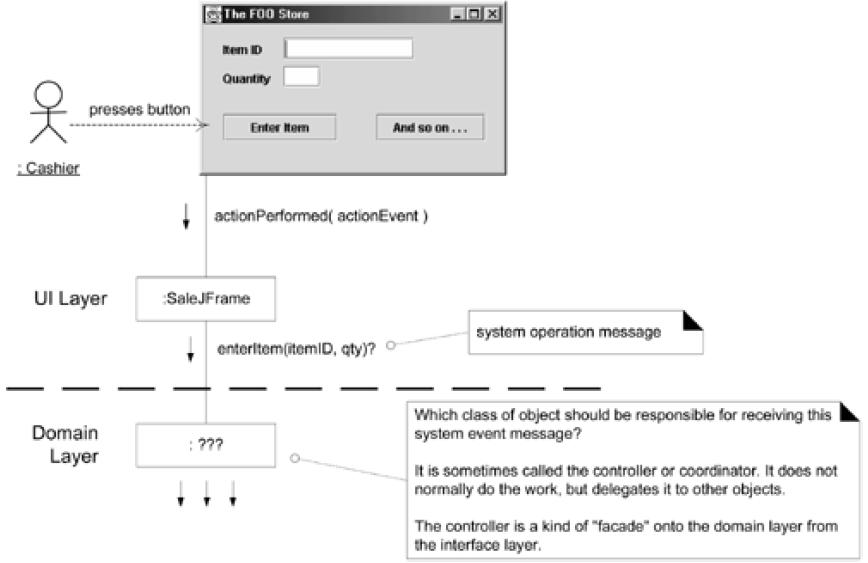 The FOO Store
Item ID
Quantity
presses button
Enter Item
And so on . . .
: Cashier
actionPerformed( actionEvent )
UI Layer
:SaleJFrame
system operation message
enterItem(itemID, qty)?
Which class of object should be responsible for receiving this
system event message?
It is sometimes called the controller or coordinator. It does not
normally do the work, but delegates it to other objects.
The controller is a kind of "facade" onto the domain layer from
the interface layer.
Domain
Layer
: ???